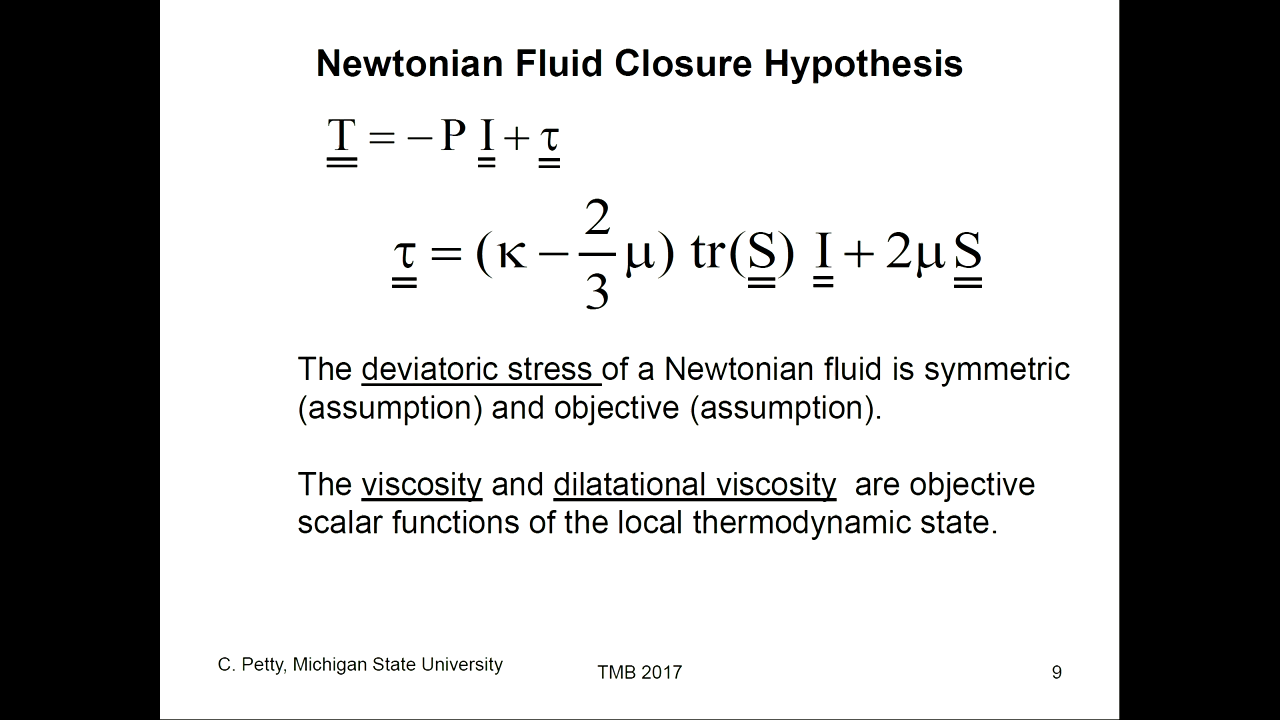 Newtonian Fluid Closure Hypothesis
T = −P I + τ
τ = (κ − 2/3 μ) tr(S) I + 2μ S
The deviatoric stress of a Newtonian fluid is symmetric
(assumption) and objective (assumption).
The viscosity and dilatational viscosity are objective
scalar functions of the local thermodynamic state.
C. Petty, Michigan State University
TMB 2017
9